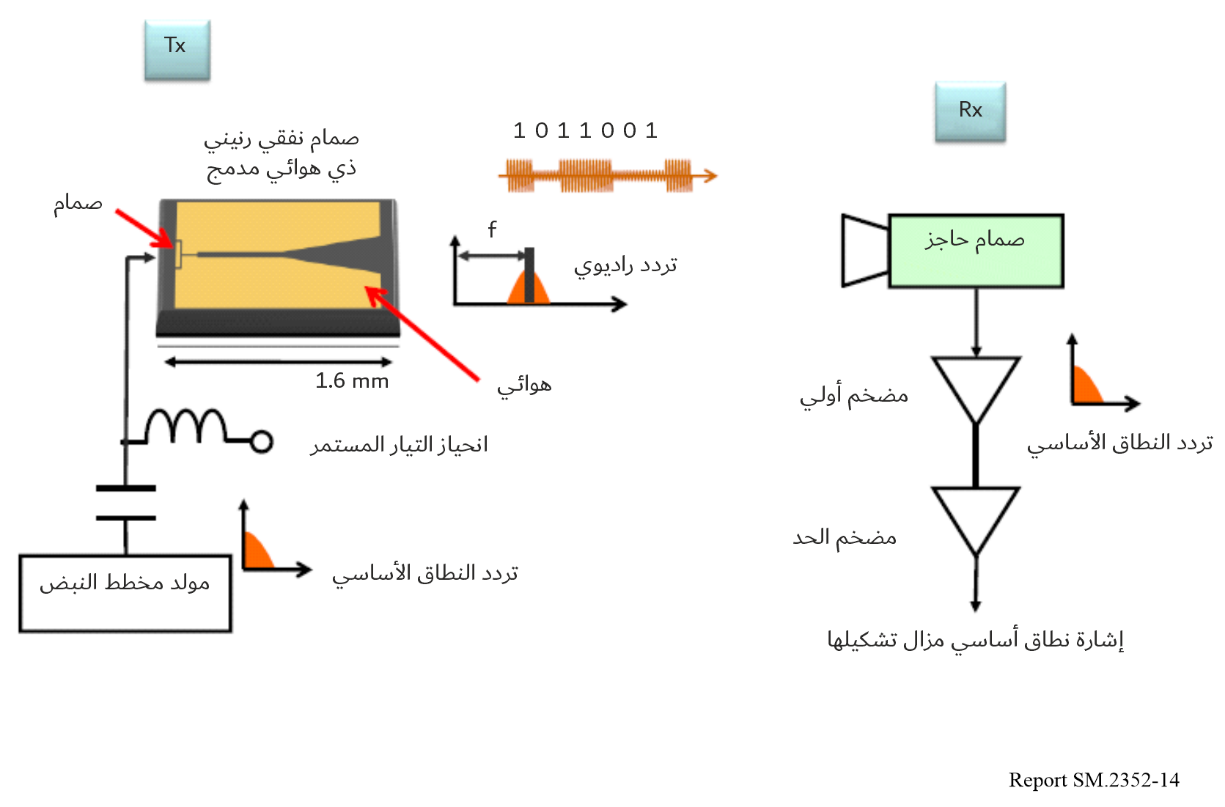 Tx
Rx
1 0 1 1 0 0 1
صمام نفقي رنيني
ذي هوائي مدمج
صمام
f
تردد راديوي
1.6 mm
هوائي
انحياز التيار المستمر
تردد النطاق الأساسي
مولد مخطط النبض
صمام حاجز
مضخم أولي
تردد النطاق الأساسي
مضخم الحد
إشارة نطاق أساسي مزال تشكيلها
Report SM.2352-14